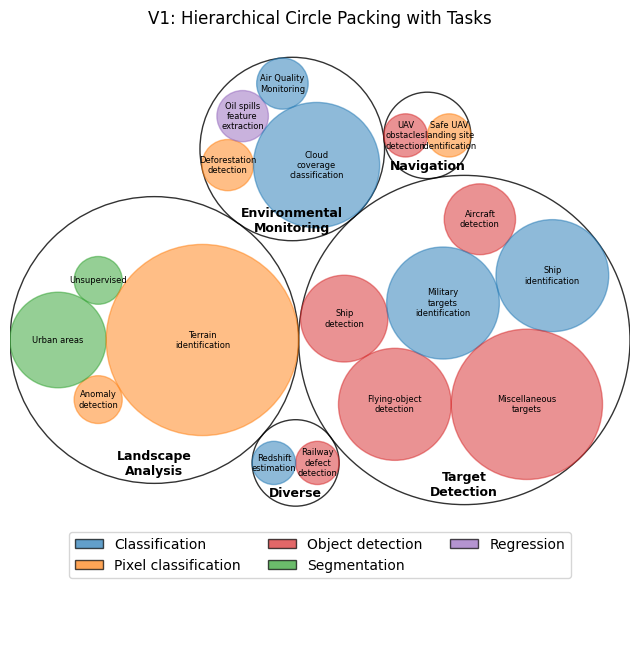 V1: Hierarchical Circle Packing with Tasks
Air Quality
Monitoring
Oil spills
feature
extraction
Deforestation
detection
Cloud
coverage
classification
Environmental
Monitoring
UAV
obstacles
detection
Safe UAV
landing site
identification
Navigation
Unsupervised
Urban areas
Anomaly
detection
Terrain
identification
Landscape
Analysis
Aircraft
detection
Ship
identification
Military
targets
identification
Ship
detection
Flying-object
detection
Miscellaneous
targets
Target
Detection
Redshift
estimation
Railway
defect
detection
Diverse
Classification
Pixel classification
Object detection
Segmentation
Regression